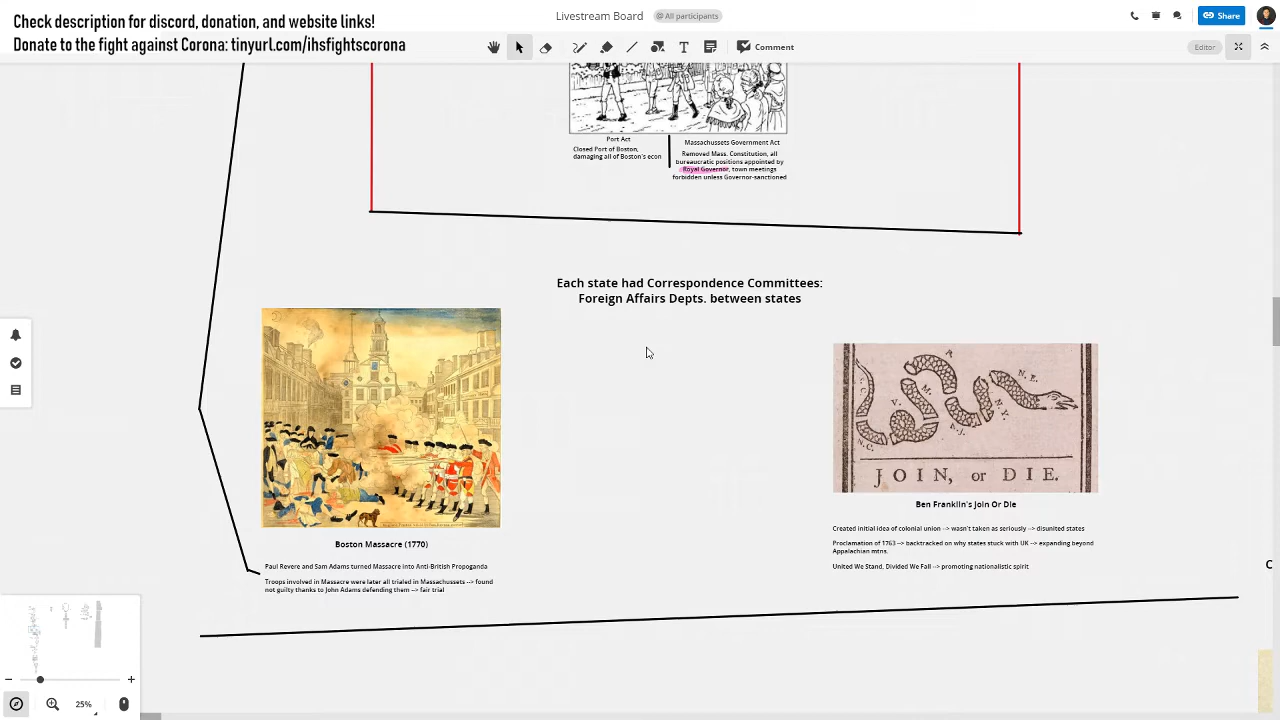 Check description for discord, donation, and website links!
Donate to the fight against Corona: tinyurl.com/ihsfightscorona
Livestream Board
@ All participants
Share
Comment
Editor
Port Act
Closed Port of Boston,
damaging all of Boston's econ
Massachussets Government Act
Removed Mass. Constitution, all
bureaucratic positions appointed by
Royal Governor, town meetings
forbidden unless Governor-sanctioned
Each state had Correspondence Committees:
Foreign Affairs Depts. between states
Boston Massacre (1770)
Paul Revere and Sam Adams turned Massacre into Anti-British Propoganda
Troops involved in Massacre were later all trialed in Massachussets --> found
not guilty thanks to John Adams defending them --> fair trial
S.C.
N.C.
V.
M.
P.
N.J.
N.Y.
N.E.
JOIN, or DIE.
Ben Franklin's Join Or Die
Created initial idea of colonial union --> wasn't taken as seriously --> disunited states
Proclamation of 1763 --> backtracked on why states stuck with UK --> expanding beyond
Appalachian mtns.
United We Stand, Divided We Fall --> promoting nationalistic spirit
C
25%